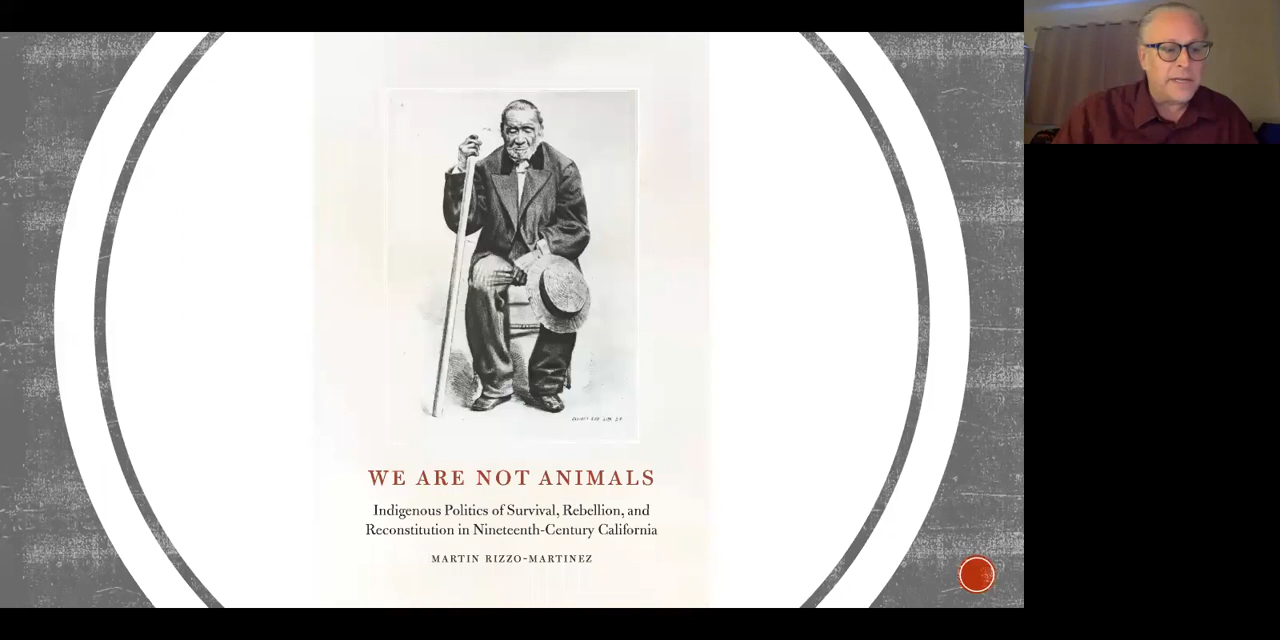 WE ARE NOT ANIMALS
Indigenous Politics of Survival, Rebellion, and
Reconstitution in Nineteenth-Century California
MARTIN RIZZO-MARTINEZ